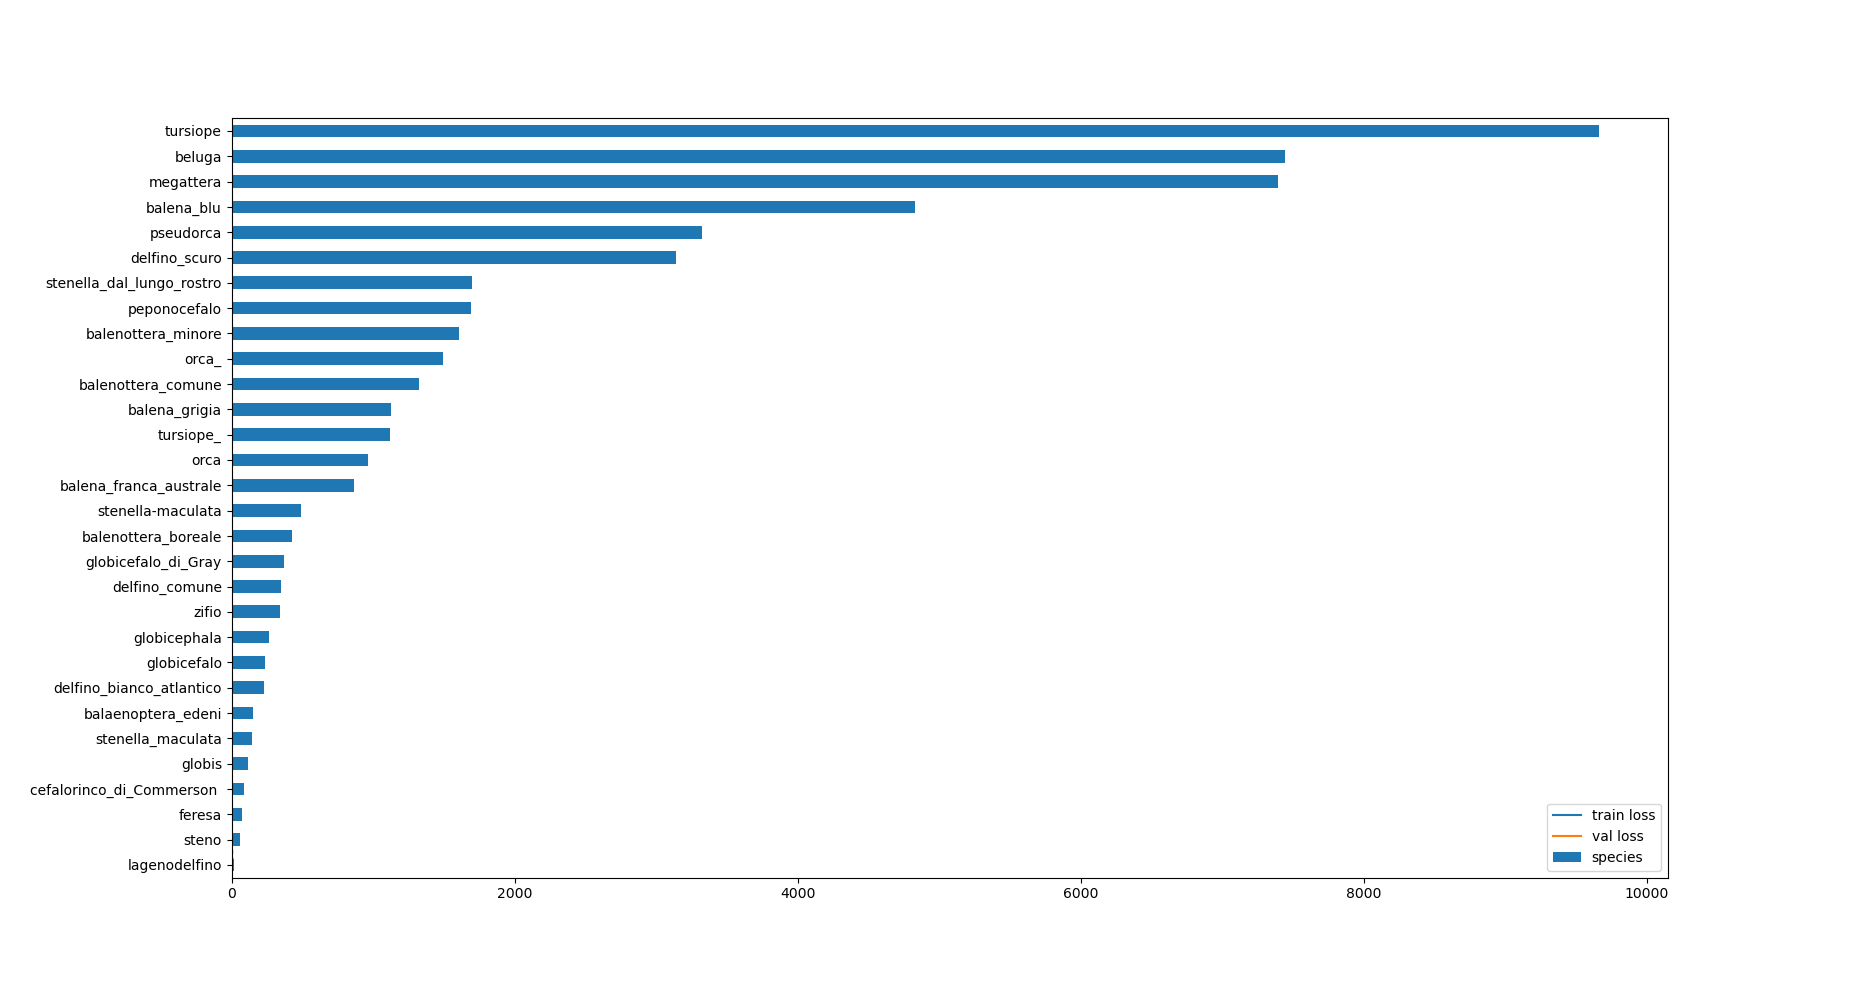 tursiope
beluga
megattera
balena_blu
pseudorca
delfino_scuro
stenella_dal_lungo_rostro
peponocefalo
balenottera_minore
orca_
balenottera_comune
balena_grigia
tursiope_
orca
balena_franca_australe
stenella-maculata
balenottera_boreale
globicefalo_di_Gray
delfino_comune
zifio
globicephala
globicefalo
delfino_bianco_atlantico
balaenoptera_edeni
stenella_maculata
globis
cefalorinco_di_Commerson
feresa
steno
lagenodelfino
train loss
val loss
species
0 2000 4000 6000 8000 10000